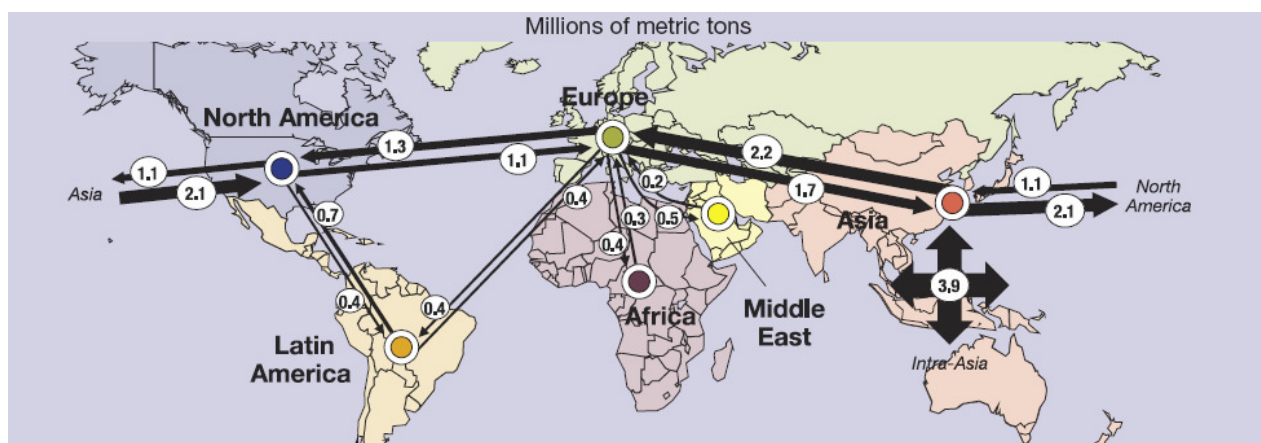 Millions of metric tons
Europe
North America
1.3
1.1
2.2
1.1
Asia
2.1
0.2
1.7
1.1
North
America
0.4
0.7
0.3
0.5
Asia
2.1
0.4
3.9
0.4
0.4
Middle
East
Africa
Latin
America
Intra-Asia